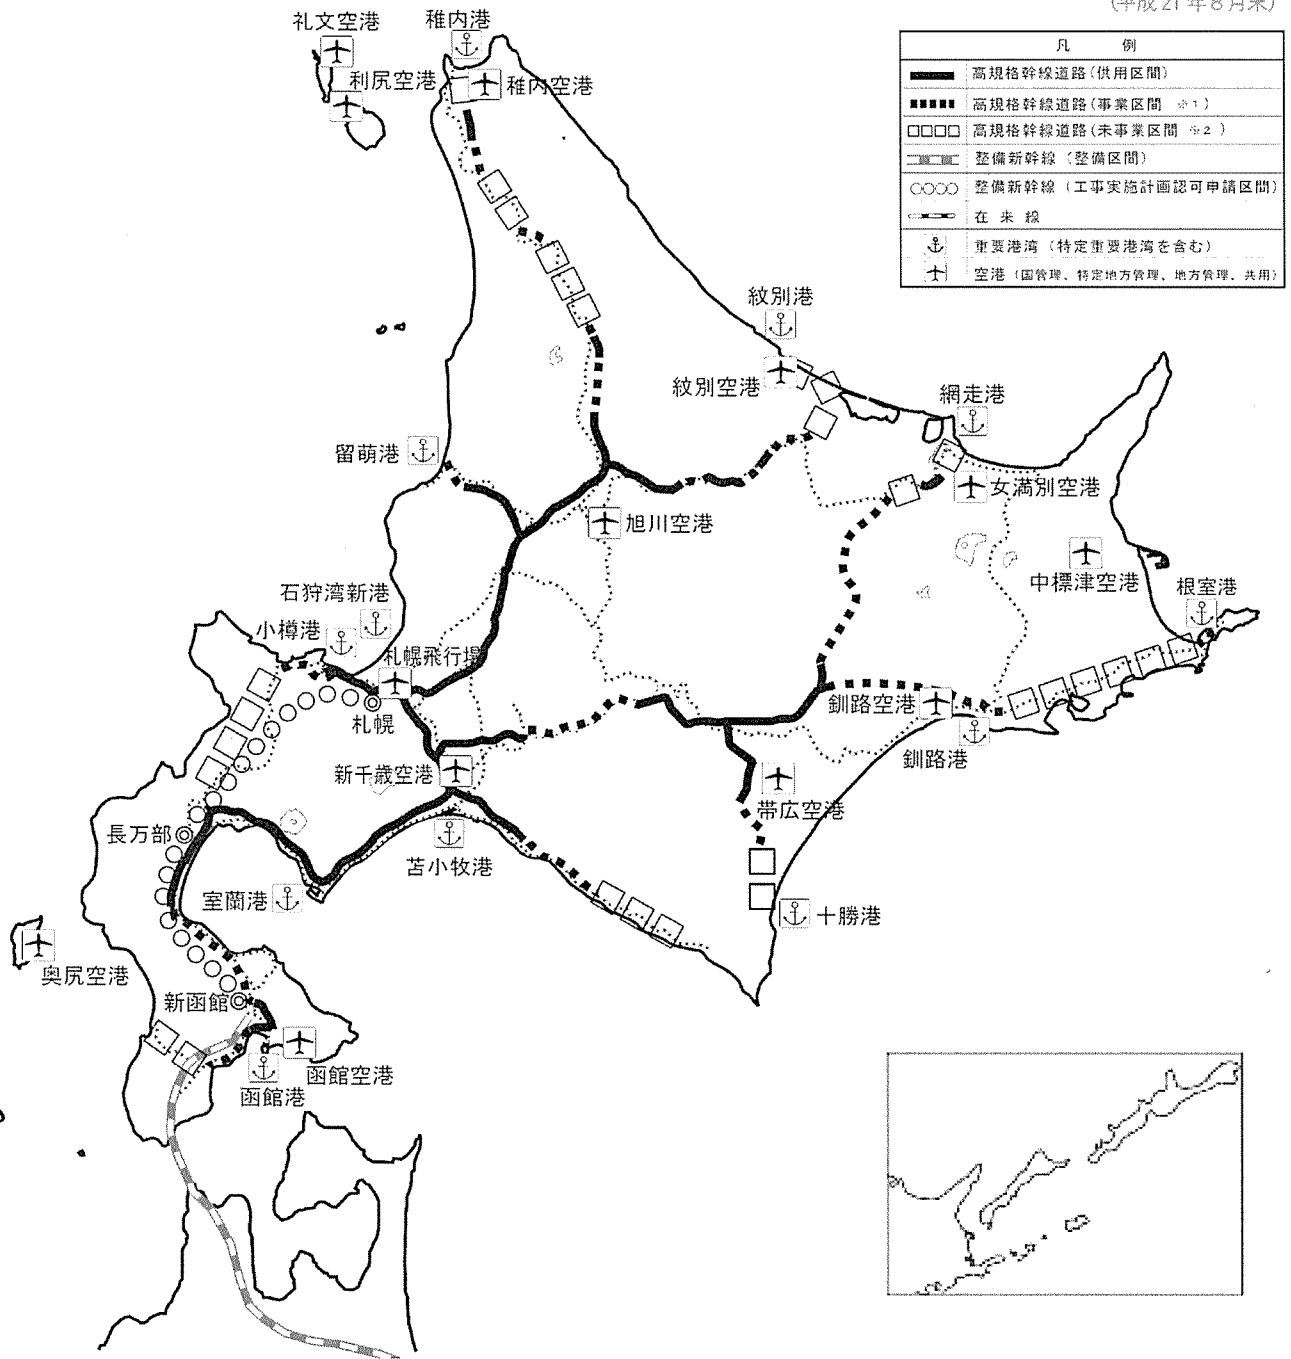 (平成21年8月末)
凡 例
高規格幹線道路(供用区間)
高規格幹線道路(事業区間 ※1)
高規格幹線道路(未事業区間 ※2)
整備新幹線(整備区間)
整備新幹線(工事実施計画認可申請区間)
在来線
重要港湾(特定重要港湾を含む)
空港(国管理、特定地方管理、地方管理、共用)
礼文空港
稚内港
利尻空港
稚内空港
紋別港
紋別空港
網走港
留萌港
女満別空港
旭川空港
中標津空港
根室港
石狩湾新港
小樽港
札幌飛行場
札幌
釧路空港
釧路港
新千歳空港
帯広空港
長万部
苫小牧港
室蘭港
十勝港
奥尻空港
新函館
函館空港
函館港